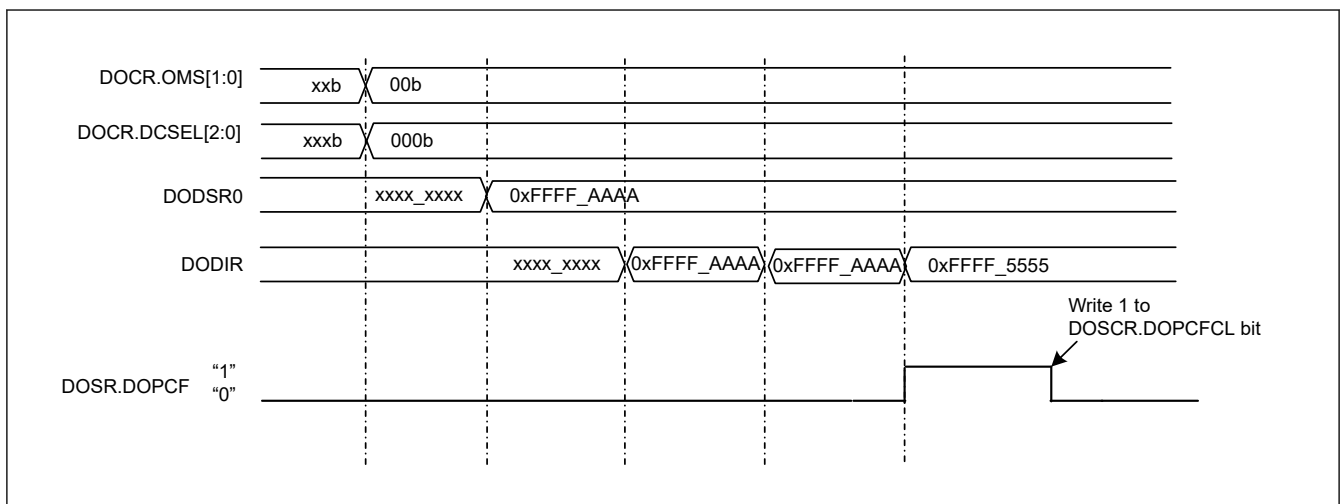 DOCR.OMS[1:0] xxb 00b
DOCR.DCSEL[2:0] xxxb 000b
DODSR0 xxxx_xxxx 0xFFFF_AAAA
DODIR xxxx_xxxx 0xFFFF_AAAA 0xFFFF_AAAA 0xFFFF_5555
Write 1 to
DOSCR.DOPCFCL bit
DOSR.DOPCF “1”
“0”